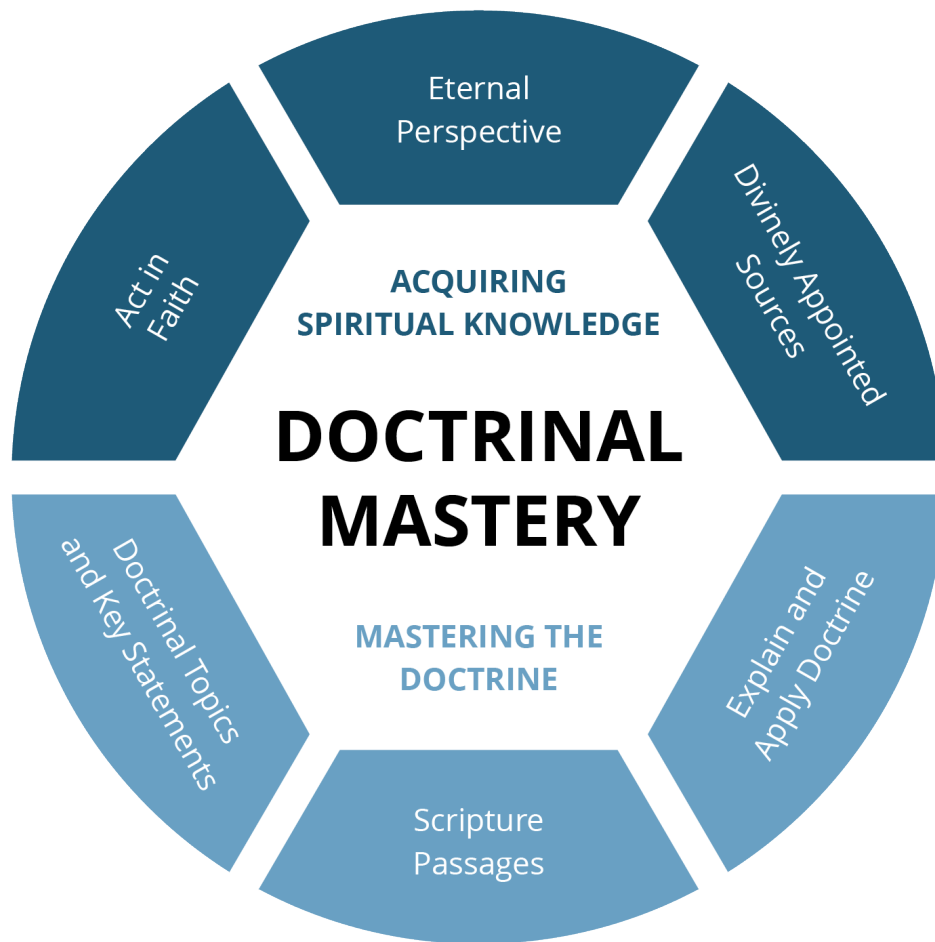 Eternal
Perspective
Act in
Faith
Divinely Appointed
Sources
ACQUIRING
SPIRITUAL KNOWLEDGE
DOCTRINAL
MASTERY
MASTERING THE
DOCTRINE
Doctrinal Topics
and Key Statements
Explain and
Apply Doctrine
Scripture
Passages